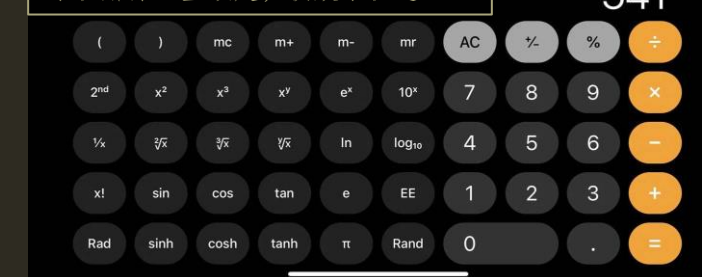 ( ) mc m+ m- mr AC +/- % ÷
2nd x² x³ xʸ eˣ 10ˣ 7 8 9 ×
1/x ²√x ³√x ʸ√x ln log₁₀ 4 5 6 −
x! sin cos tan e EE 1 2 3 +
Rad sinh cosh tanh π Rand 0 . =